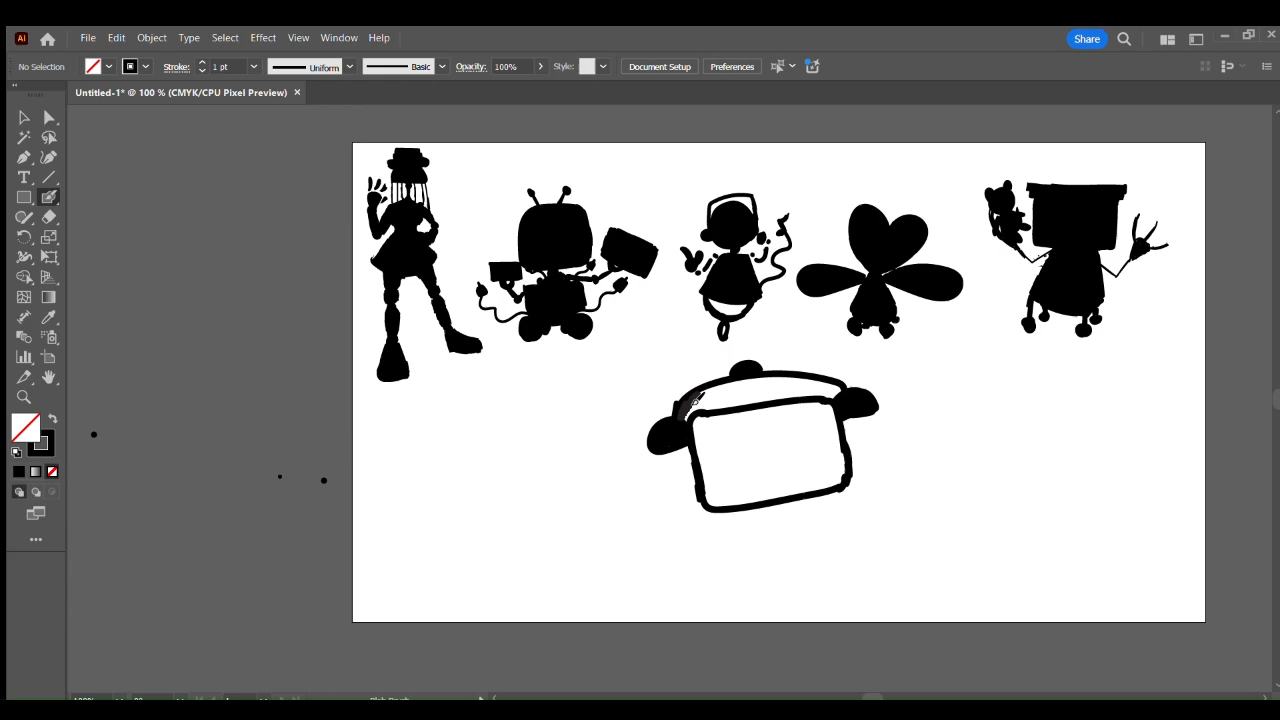 Ai File Edit Object Type Select Effect View Window Help Share
No Selection Stroke: 1 pt Uniform Basic Opacity: 100% Style: Document Setup Preferences
Untitled-1* @ 100 % (CMYK/CPU Pixel Preview) ×